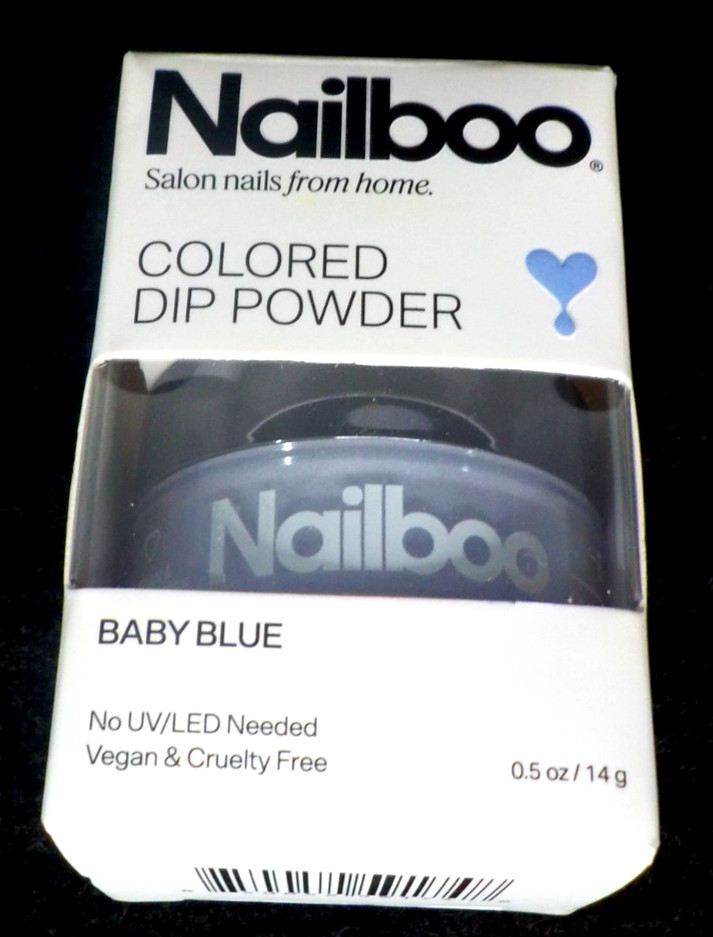 Nailboo®
Salon nails from home.
COLORED
DIP POWDER
Nailboo
BABY BLUE
No UV/LED Needed
Vegan & Cruelty Free
0.5 oz / 14 g